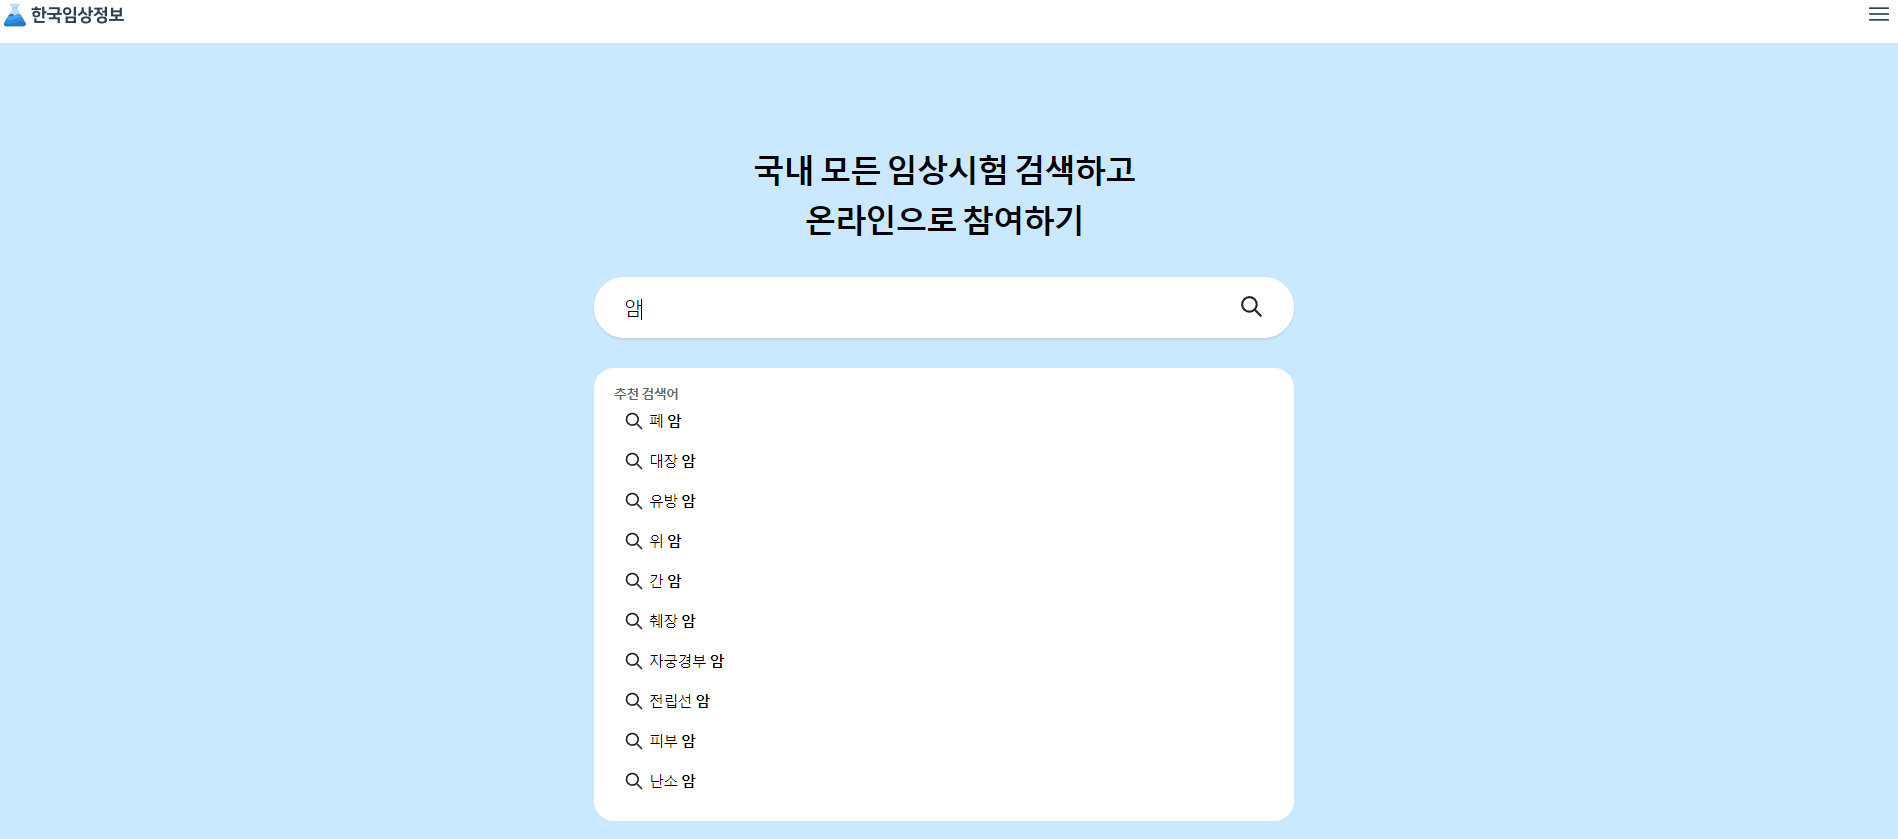 한국임상정보
국내 모든 임상시험 검색하고
온라인으로 참여하기
암
추천 검색어
폐 암
대장 암
유방 암
위 암
간 암
췌장 암
자궁경부 암
전립선 암
피부 암
난소 암